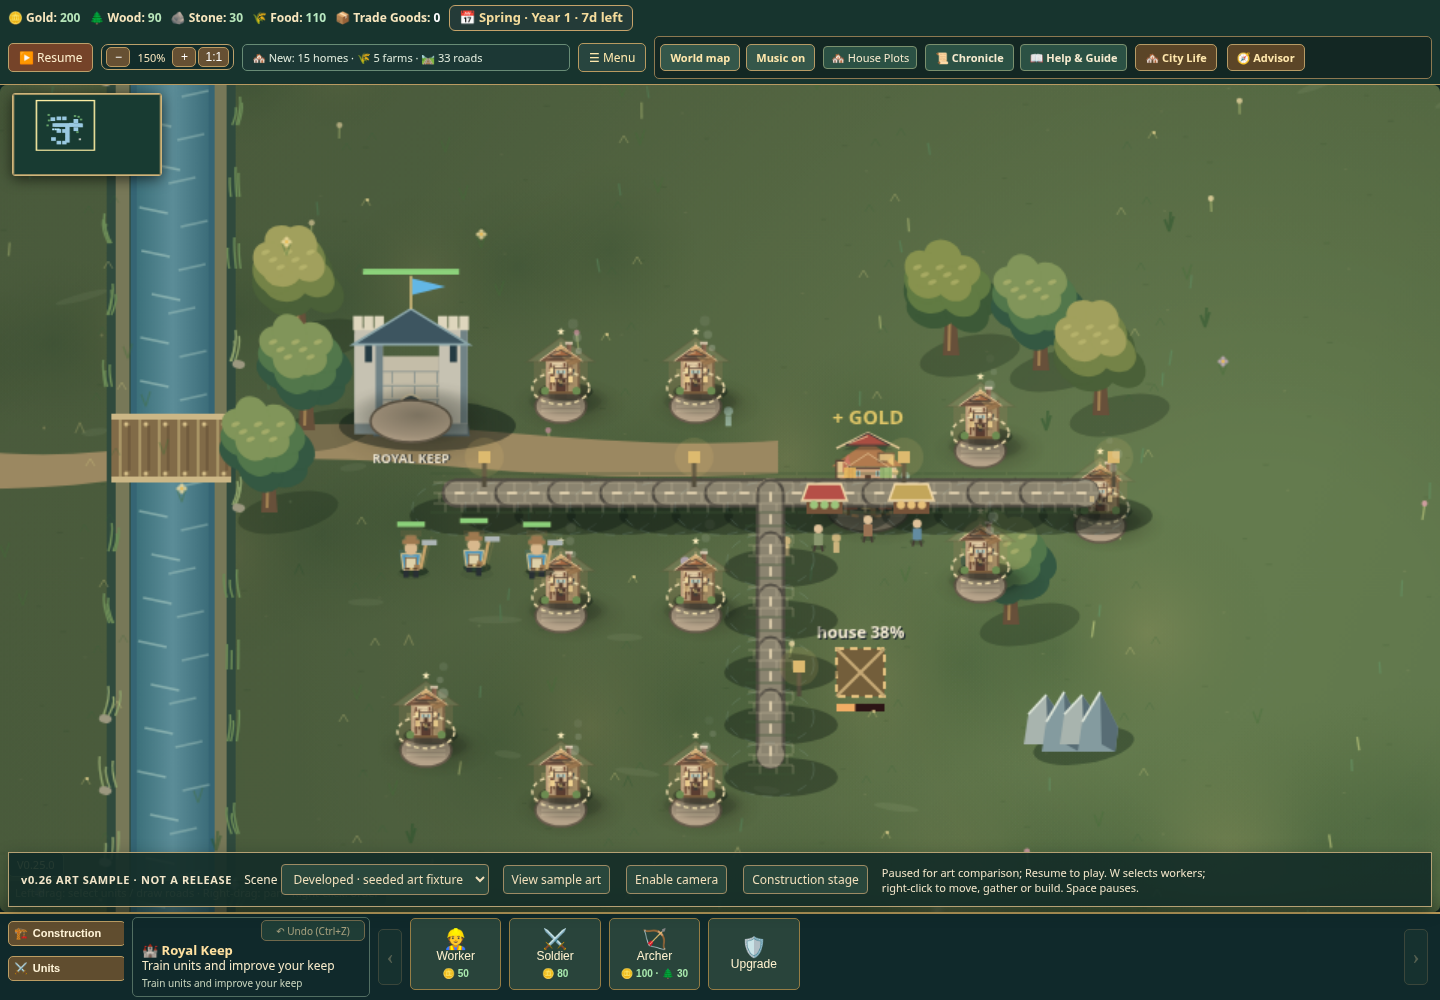 Gold: 200 Wood: 90 Stone: 30 Food: 110 Trade Goods: 0 Spring · Year 1 · 7d left
Resume − 150% + 1:1 New: 15 homes · 5 farms · 33 roads ☰ Menu World map Music on House Plots Chronicle Help & Guide City Life Advisor
+ GOLD
ROYAL KEEP
house 38%
v0.25.0
v0.26 ART SAMPLE · NOT A RELEASE Scene Developed · seeded art fixture View sample art Enable camera Construction stage
Paused for art comparison; Resume to play. W selects workers;
right-click to move, gather or build. Space pauses.
Construction
Units
↶ Undo (Ctrl+Z)
Royal Keep
Train units and improve your keep
Train units and improve your keep
‹
Worker
50
Soldier
80
Archer
100 · 30
Upgrade
›